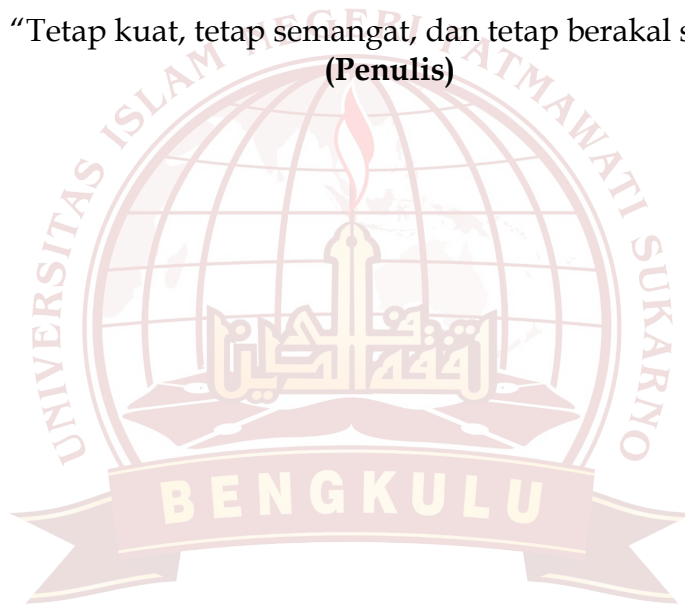 “Tetap kuat, tetap semangat, dan tetap berakal s
(Penulis)
UNIVERSITAS ISLAM NEGERI FATMAWATI SUKARNO
BENGKULU